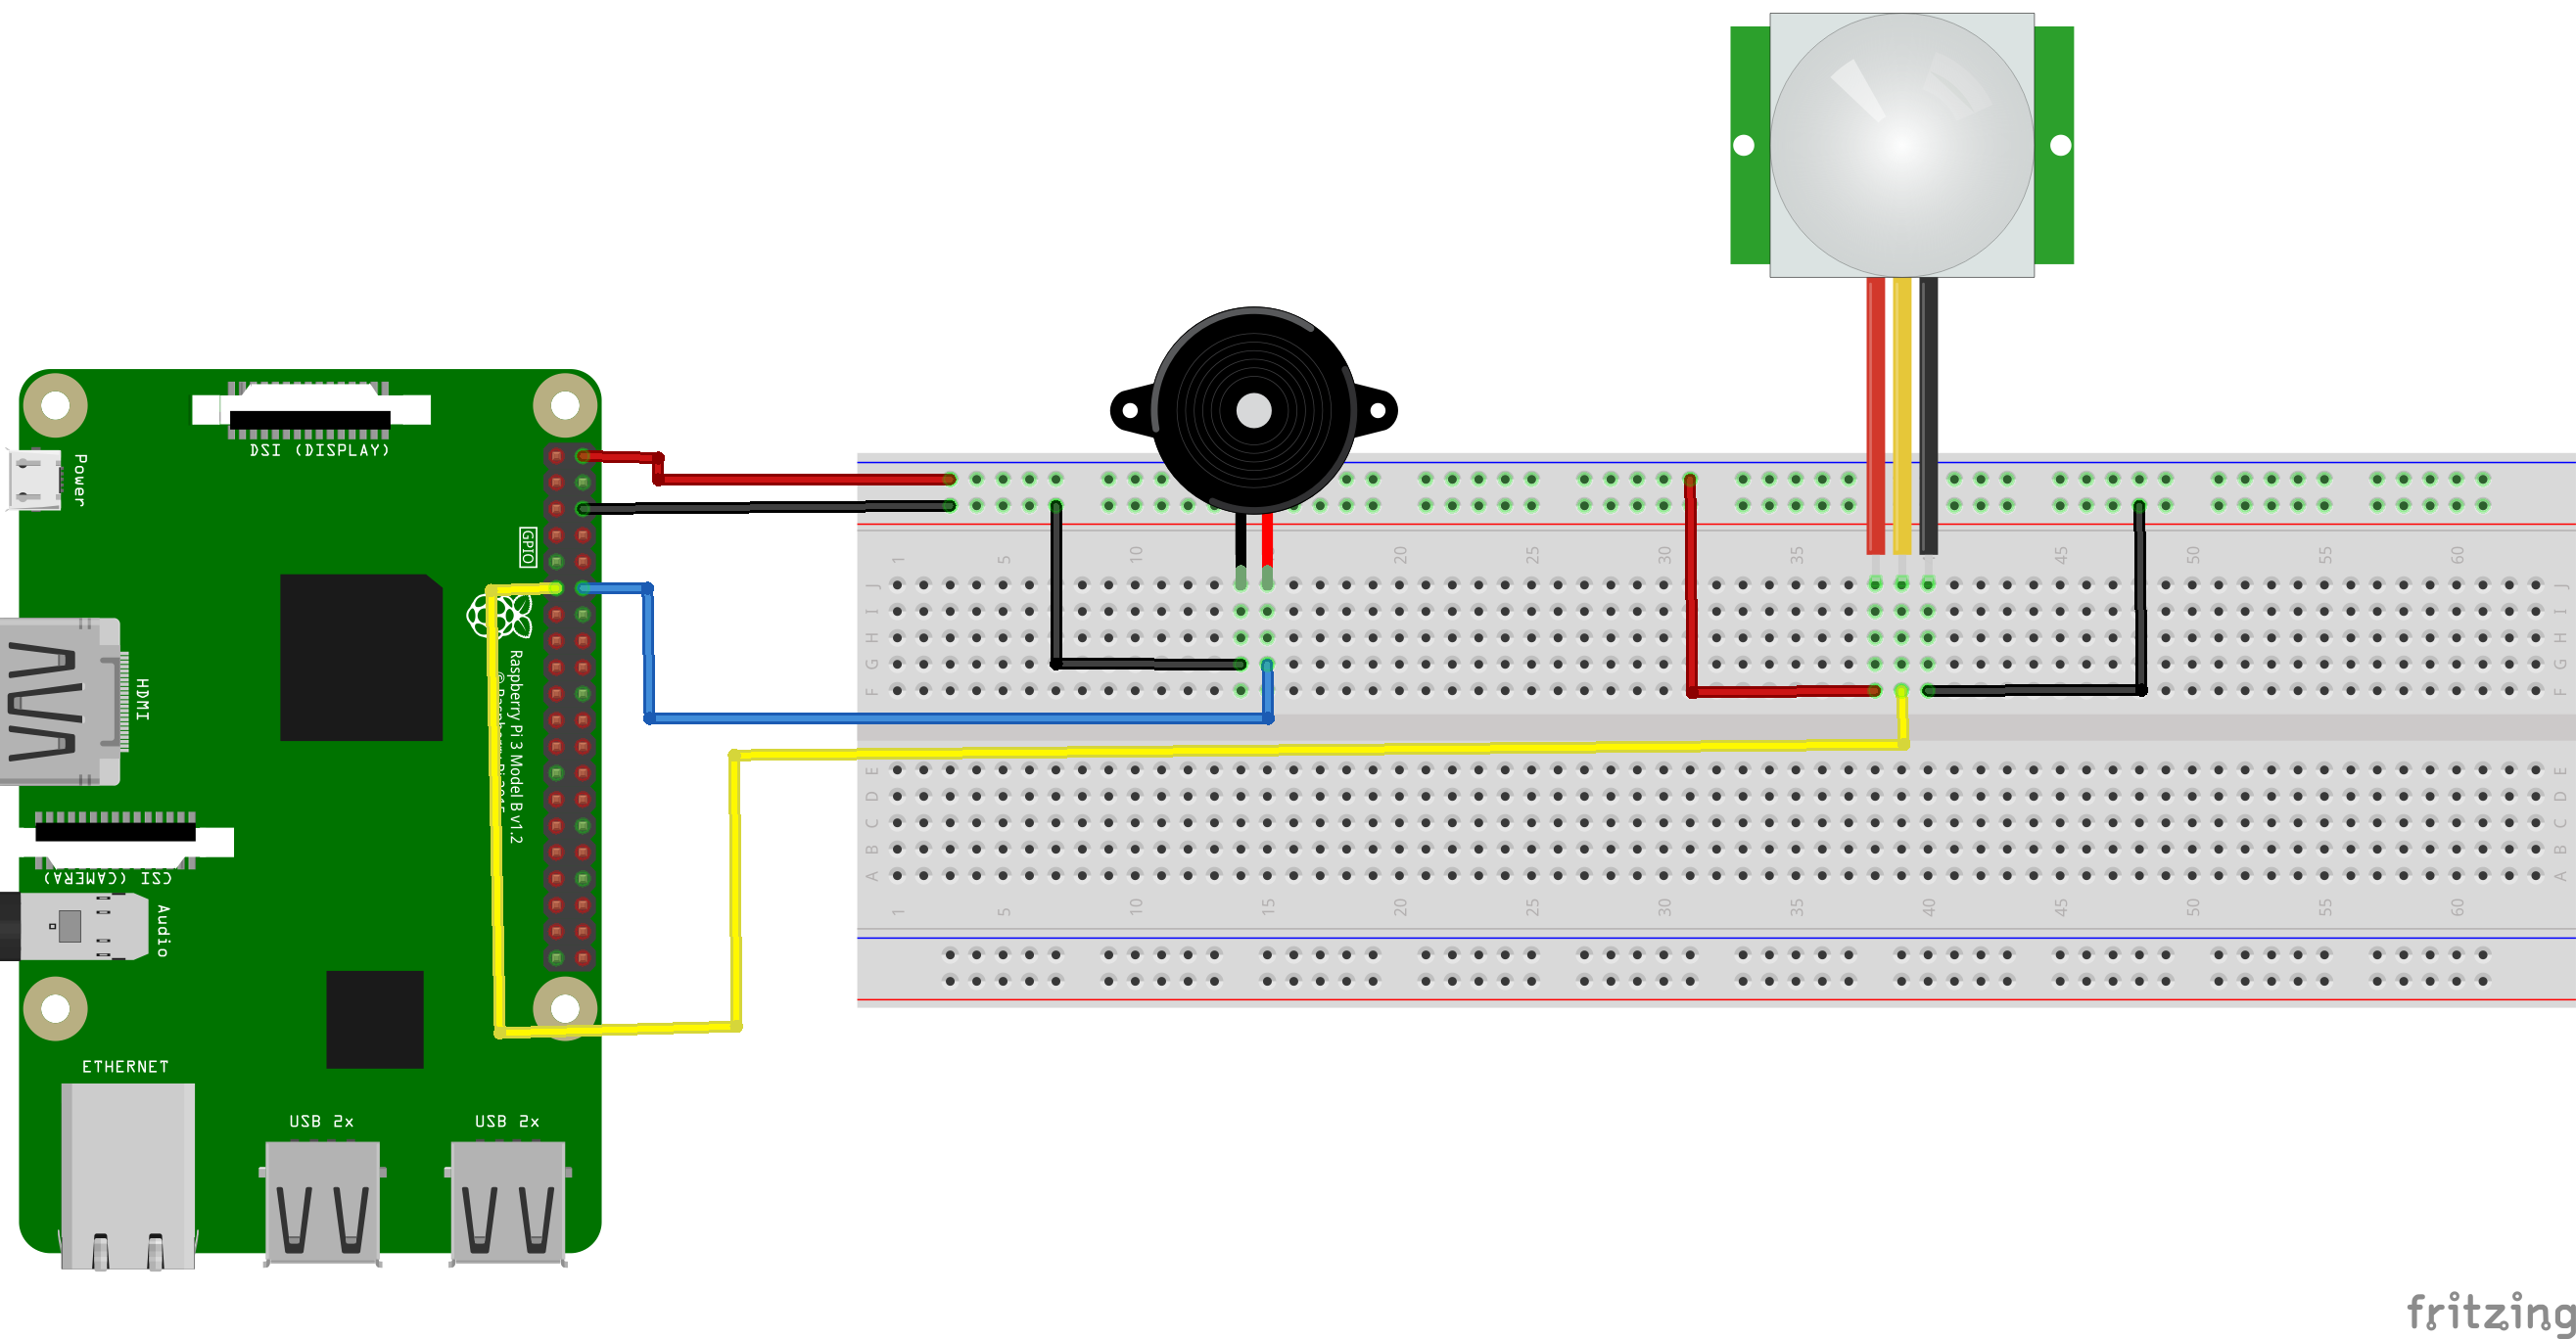 DSI (DISPLAY)
Power
GPIO
HDMI
Raspberry Pi 3 Model B v1.2
CSI (CAMERA)
Audio
ETHERNET
USB 2x
USB 2x
1 5 10 15 20 25 30 35 40 45 50 55 60
J J
I I
H H
G G
F F
E E
D D
C C
B B
A A
1 5 10 15 20 25 30 35 40 45 50 55 60
fritzing